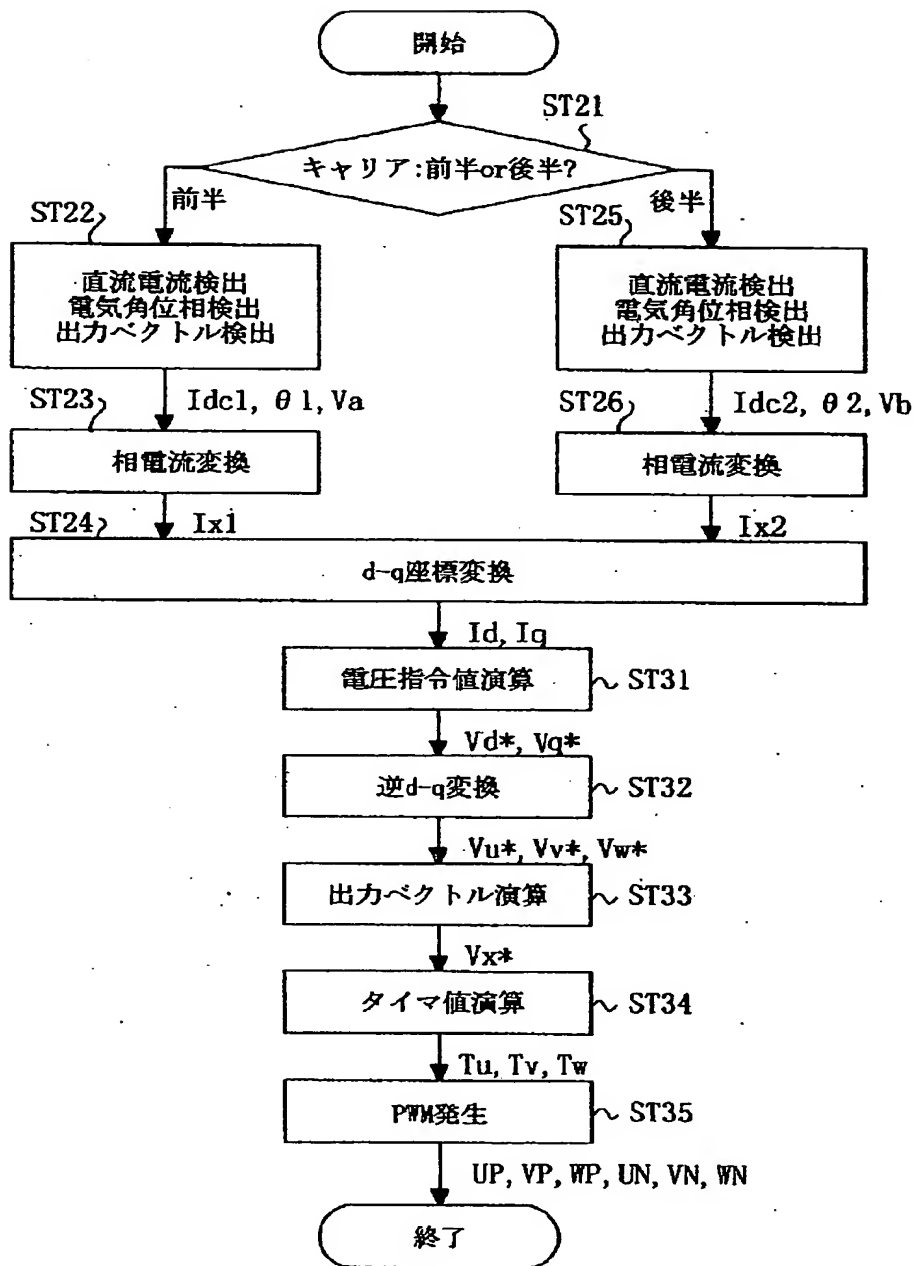 開始
ST21
キャリア:前半or後半?
前半
後半
ST22
直流電流検出
電気角位相検出
出力ベクトル検出
ST25
直流電流検出
電気角位相検出
出力ベクトル検出
Idc1, θ1, Va
Idc2, θ2, Vb
ST23
相電流変換
ST26
相電流変換
Ix1
Ix2
ST24
d-q座標変換
Id, Iq
電圧指令値演算
ST31
Vd*, Vq*
逆d-q変換
ST32
Vu*, Vv*, Vw*
出力ベクトル演算
ST33
Vx*
タイマ値演算
ST34
Tu, Tv, Tw
PWM発生
ST35
UP, VP, WP, UN, VN, WN
終了